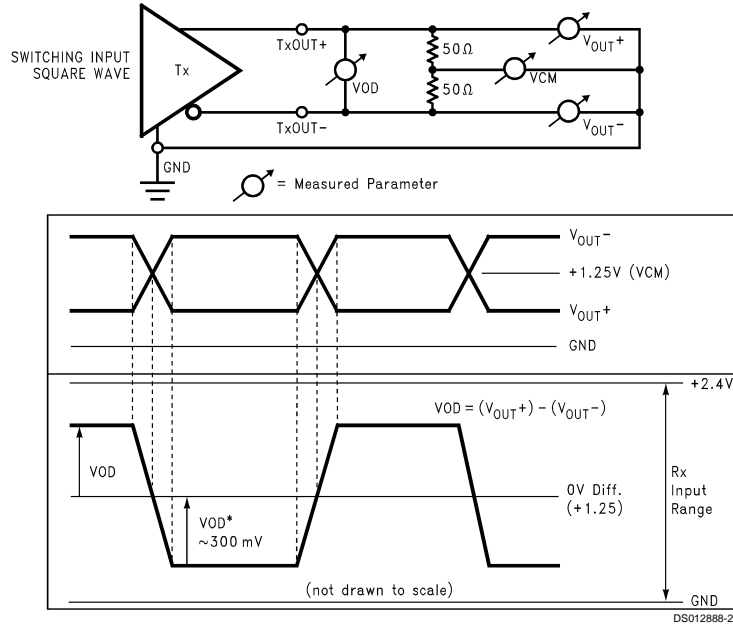 SWITCHING INPUT
SQUARE WAVE
Tx
TxOUT+
TxOUT-
VOD
50Ω
50Ω
VCM
VOUT+
VOUT-
GND
= Measured Parameter
VOUT-
+1.25V (VCM)
VOUT+
GND
+2.4V
VOD = (VOUT+) - (VOUT-)
VOD
0V Diff.
(+1.25)
Rx
Input
Range
VOD*
~300 mV
(not drawn to scale)
GND
DS012888-2